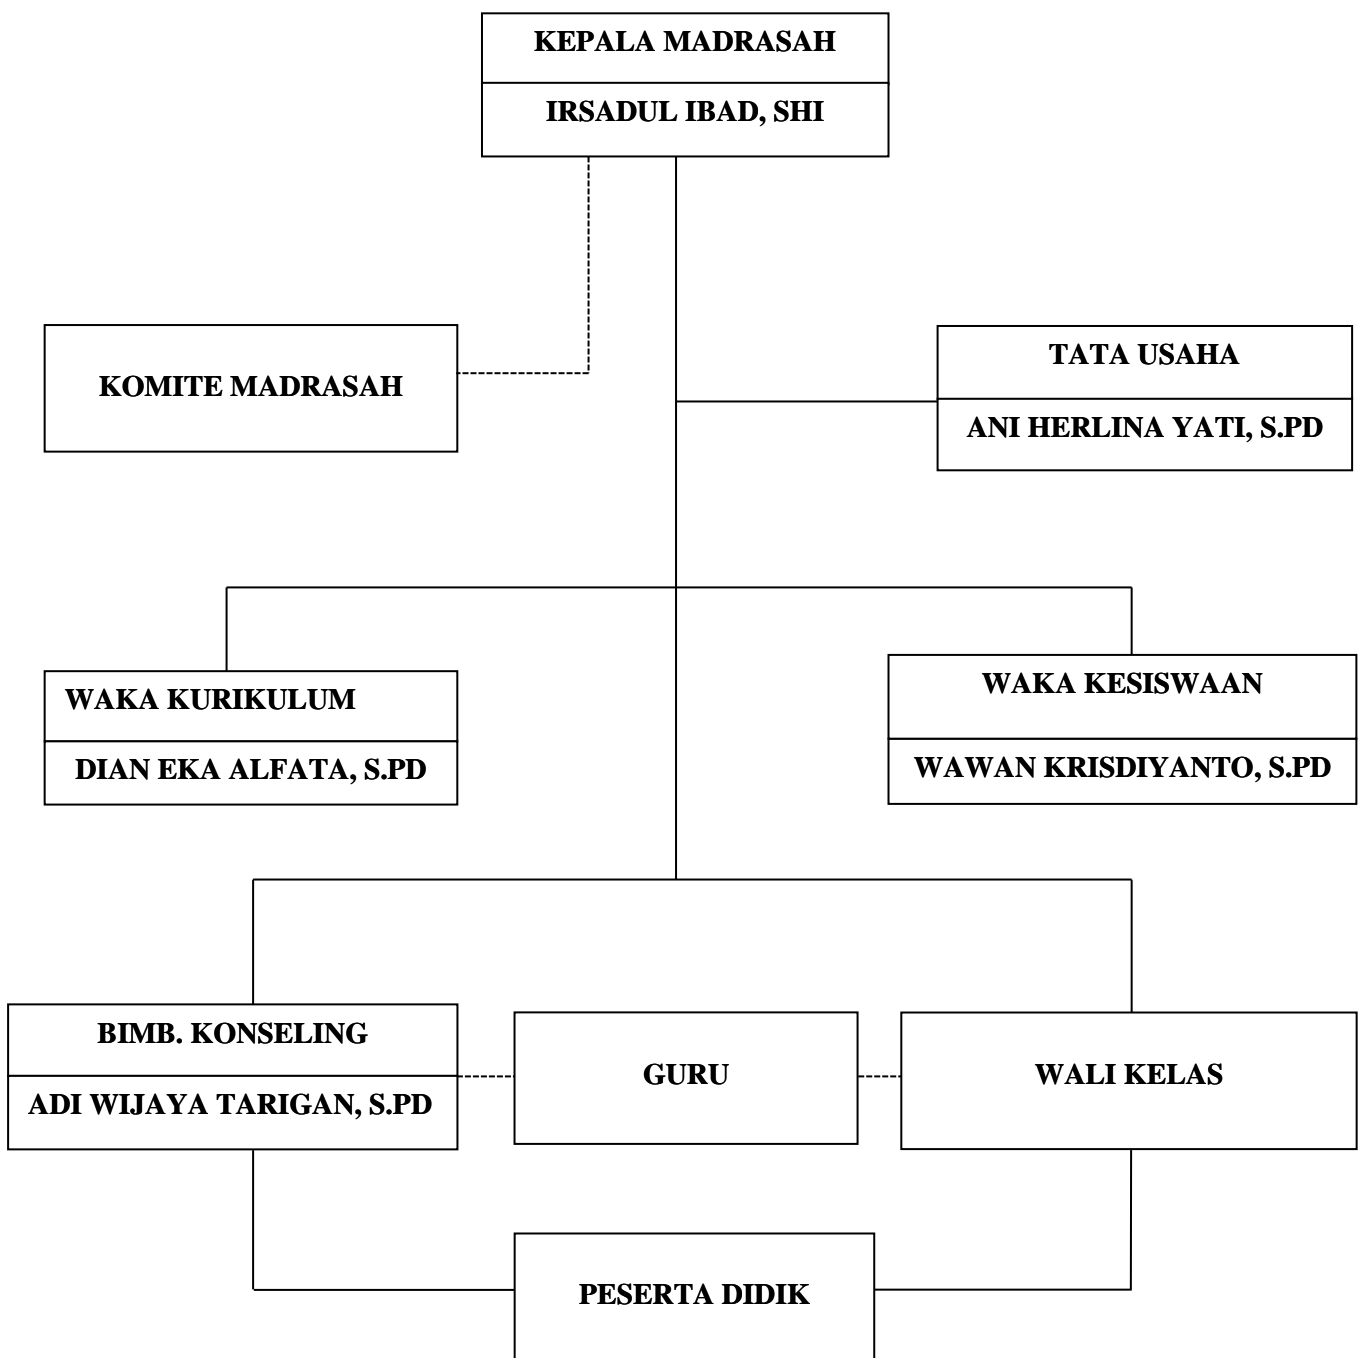 KEPALA MADRASAH
IRSADUL IBAD, SHI
KOMITE MADRASAH
TATA USAHA
ANI HERLINA YATI, S.PD
WAKA KURIKULUM
DIAN EKA ALFATA, S.PD
WAKA KESISWAAN
WAWAN KRISDIYANTO, S.PD
BIMB. KONSELING
ADI WIJAYA TARIGAN, S.PD
GURU
WALI KELAS
PESERTA DIDIK